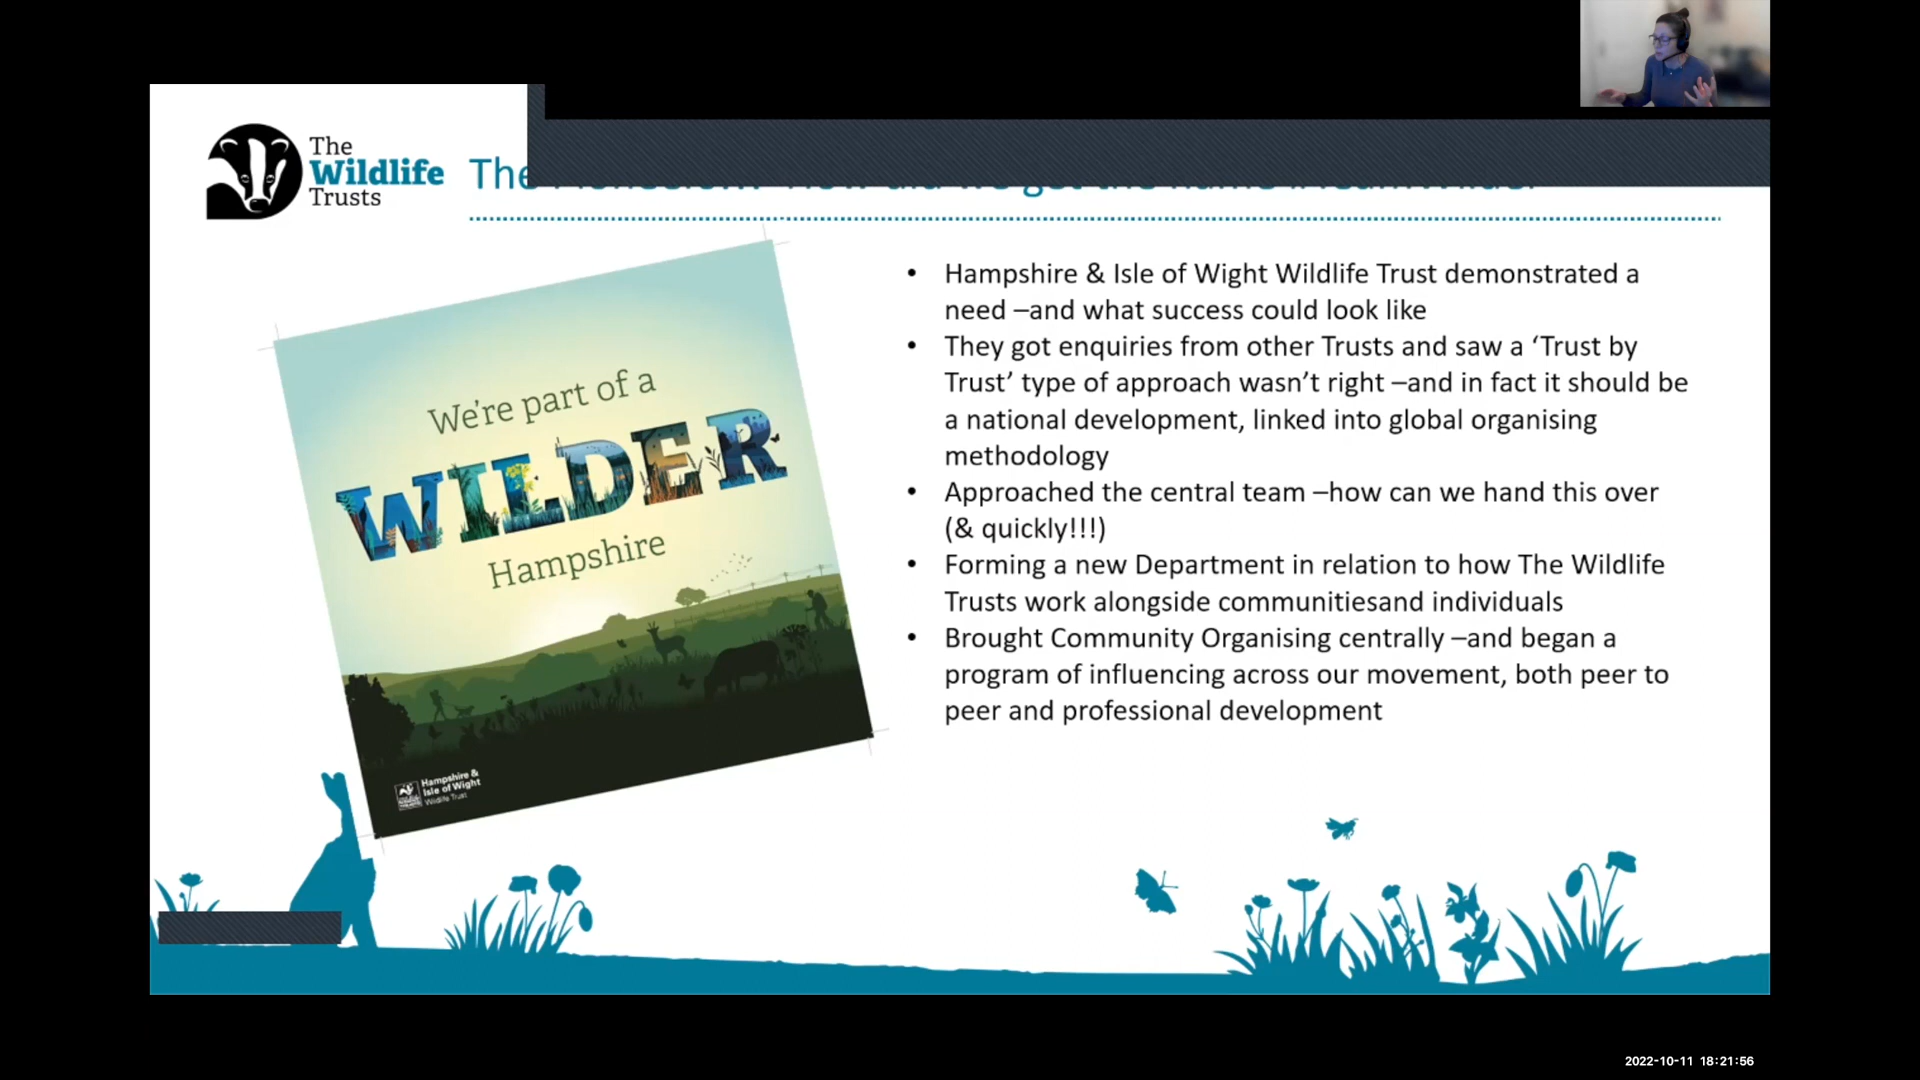 The
Wildlife
Trusts
The
We're part of a
WILDER
Hampshire
Hampshire &
Isle of Wight
Wildlife Trust
• Hampshire & Isle of Wight Wildlife Trust demonstrated a
need –and what success could look like
• They got enquiries from other Trusts and saw a ‘Trust by
Trust’ type of approach wasn’t right –and in fact it should be
a national development, linked into global organising
methodology
• Approached the central team –how can we hand this over
(& quickly!!!)
• Forming a new Department in relation to how The Wildlife
Trusts work alongside communitiesand individuals
• Brought Community Organising centrally –and began a
program of influencing across our movement, both peer to
peer and professional development
2022-10-11 18:21:56